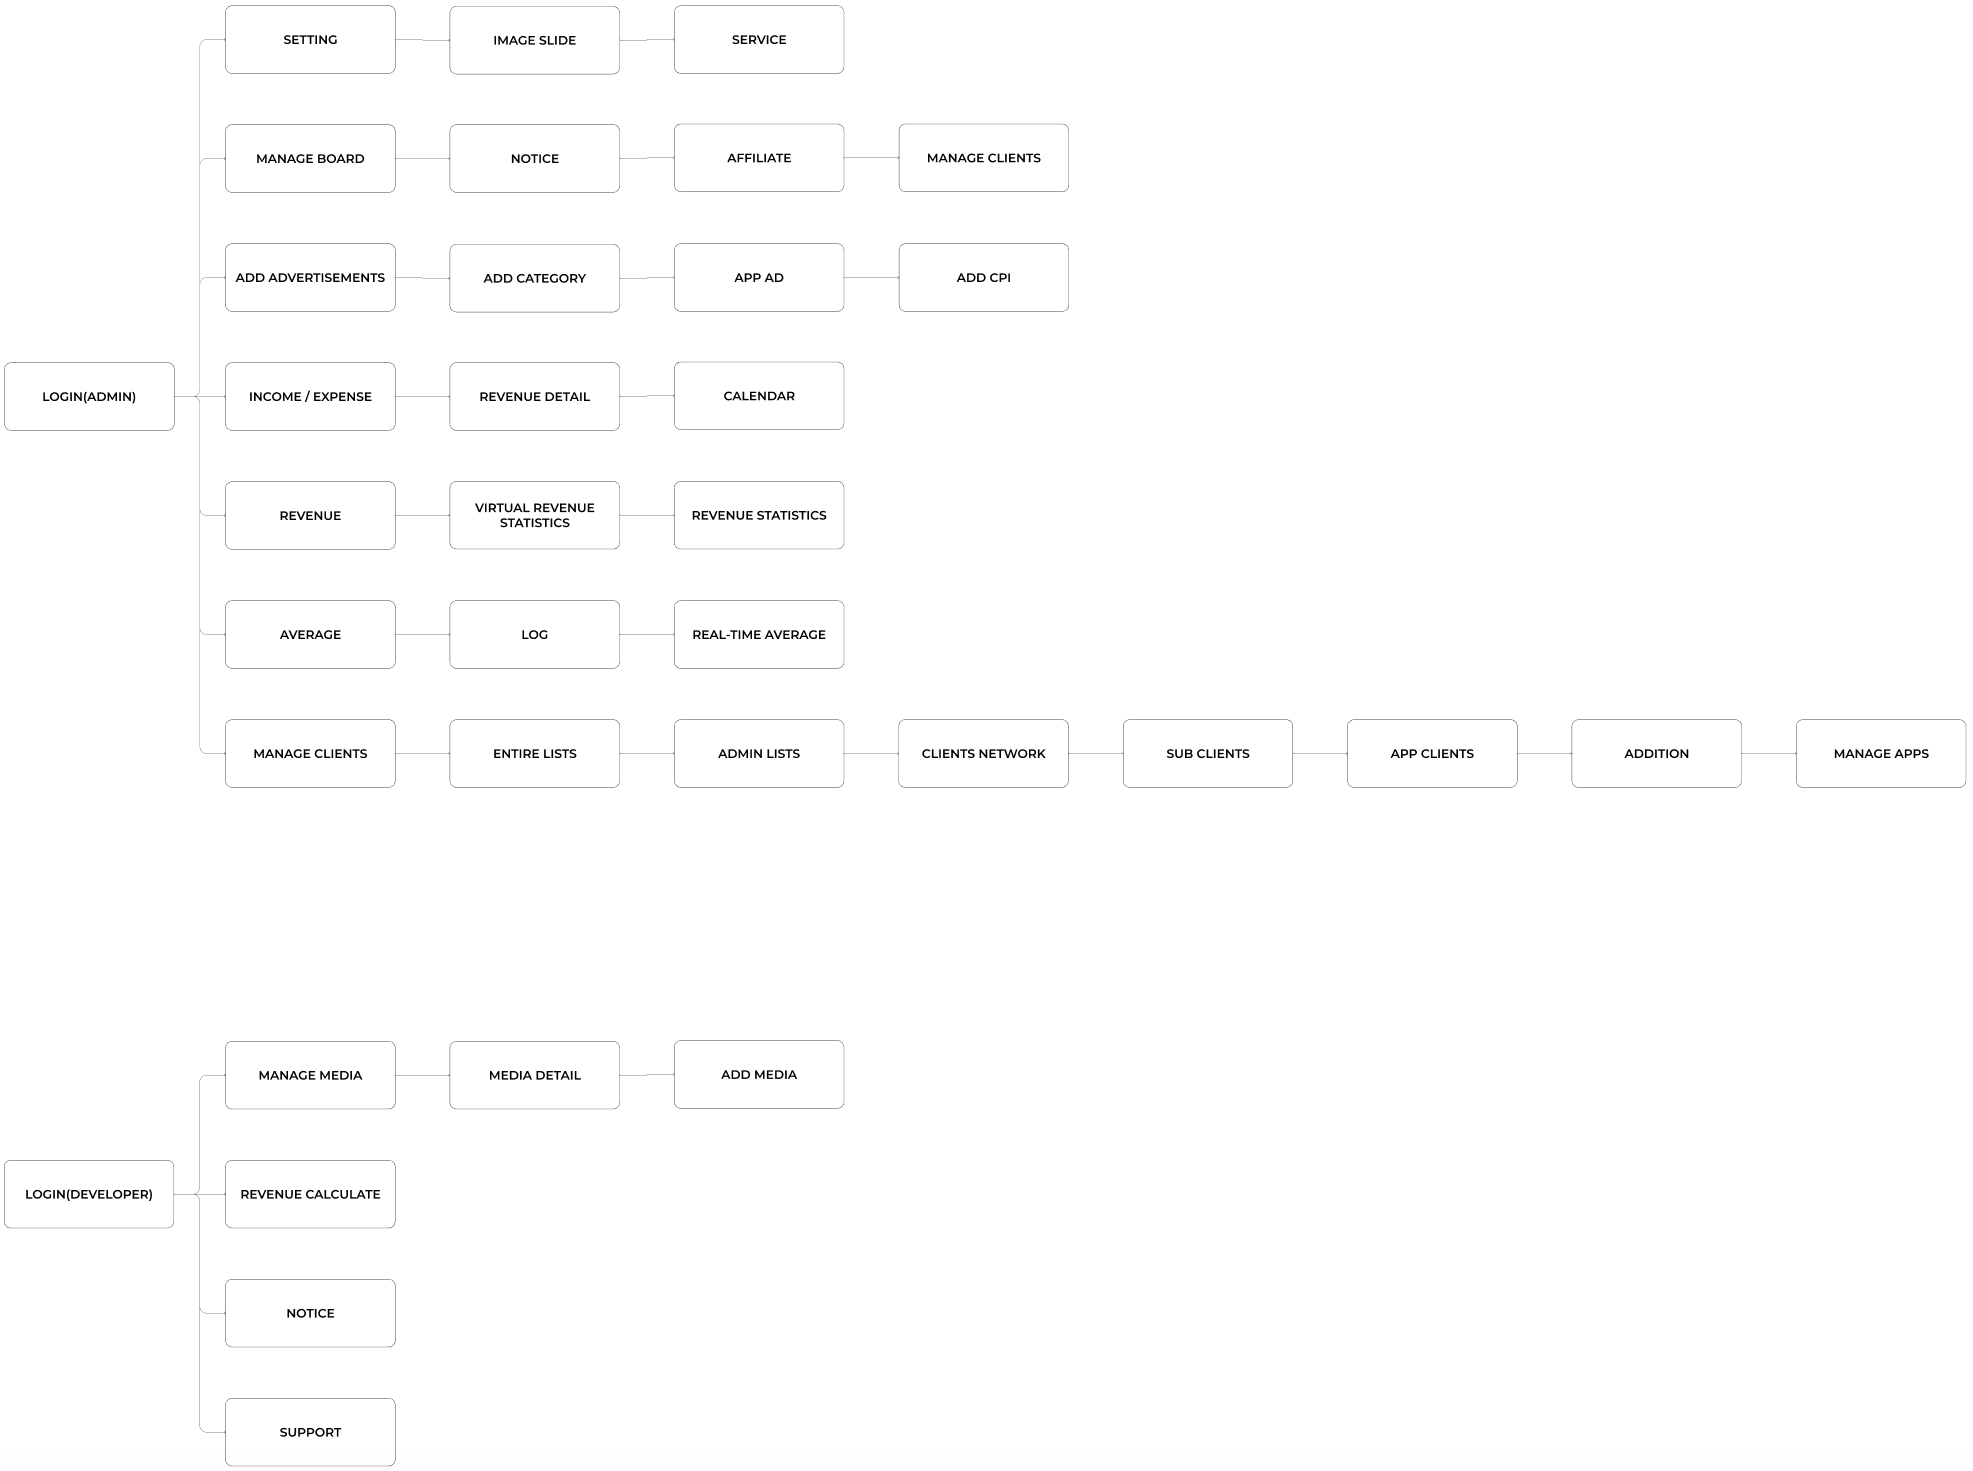 SETTING
IMAGE SLIDE
SERVICE
MANAGE BOARD
NOTICE
AFFILIATE
MANAGE CLIENTS
ADD ADVERTISEMENTS
ADD CATEGORY
APP AD
ADD CPI
LOGIN(ADMIN)
INCOME / EXPENSE
REVENUE DETAIL
CALENDAR
REVENUE
VIRTUAL REVENUE
STATISTICS
REVENUE STATISTICS
AVERAGE
LOG
REAL-TIME AVERAGE
MANAGE CLIENTS
ENTIRE LISTS
ADMIN LISTS
CLIENTS NETWORK
SUB CLIENTS
APP CLIENTS
ADDITION
MANAGE APPS
MANAGE MEDIA
MEDIA DETAIL
ADD MEDIA
LOGIN(DEVELOPER)
REVENUE CALCULATE
NOTICE
SUPPORT